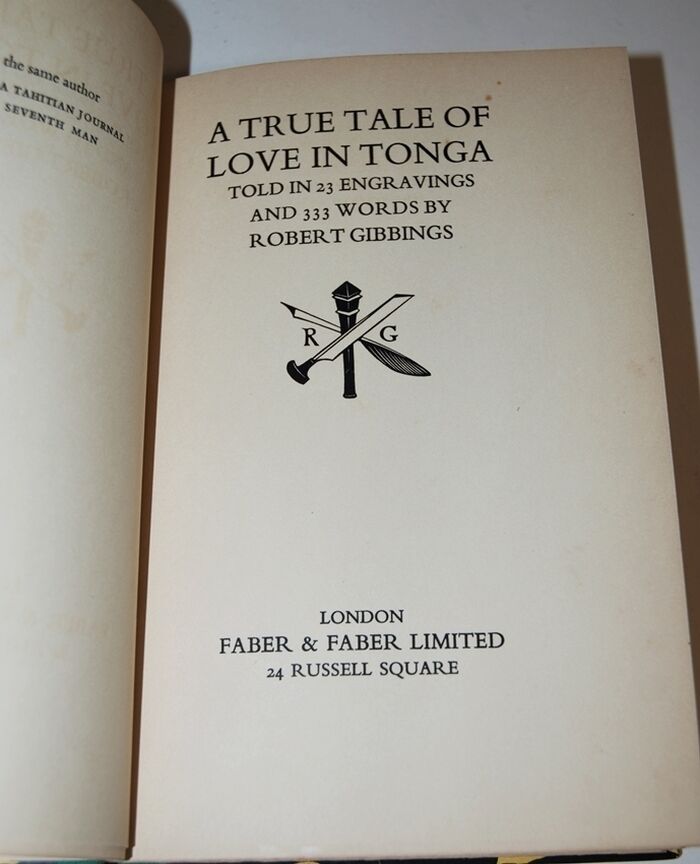 the same author
A TAHITIAN JOURNAL
SEVENTH MAN
A TRUE TALE OF
LOVE IN TONGA
TOLD IN 23 ENGRAVINGS
AND 333 WORDS BY
ROBERT GIBBINGS
R G
LONDON
FABER & FABER LIMITED
24 RUSSELL SQUARE